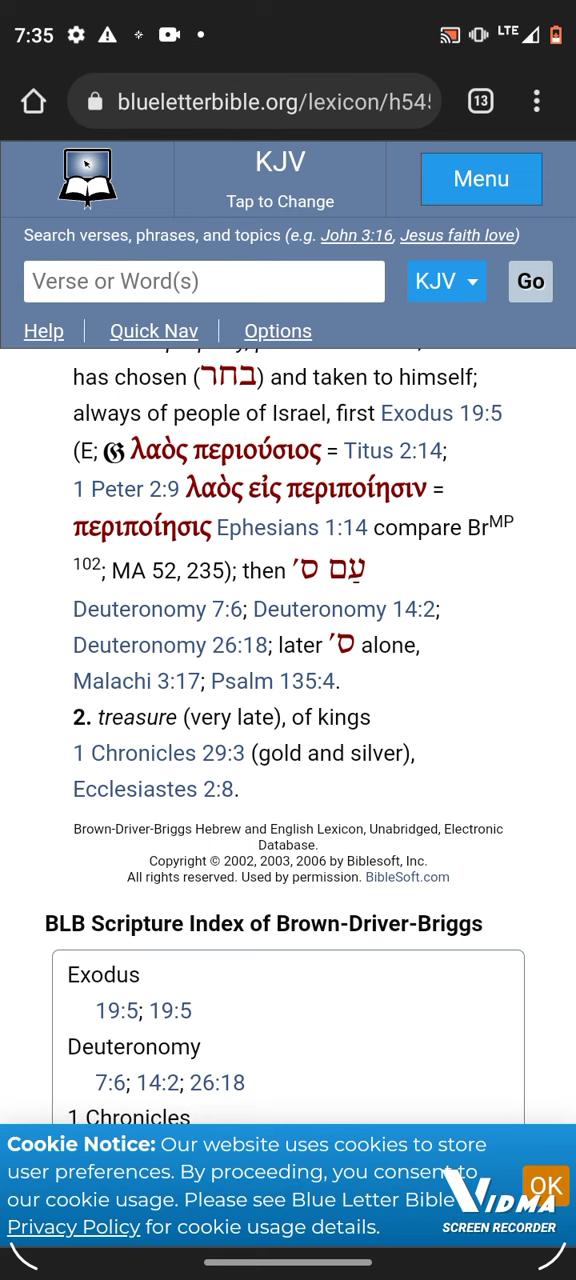 7:35
LTE
blueletterbible.org/lexicon/h54
13
KJV
Tap to Change
Menu
Search verses, phrases, and topics (e.g. John 3:16, Jesus faith love)
Verse or Word(s)
KJV
Go
Help
Quick Nav
Options
has chosen (בחר) and taken to himself;
always of people of Israel, first Exodus 19:5
(E; 𝕲 λαὸς περιούσιος = Titus 2:14;
1 Peter 2:9 λαὸς εἰς περιποίησιν =
περιποίησις Ephesians 1:14 compare BrMP
102; MA 52, 235); then עַם ס׳
Deuteronomy 7:6; Deuteronomy 14:2;
Deuteronomy 26:18; later ס׳ alone,
Malachi 3:17; Psalm 135:4.
2. treasure (very late), of kings
1 Chronicles 29:3 (gold and silver),
Ecclesiastes 2:8.
Brown-Driver-Briggs Hebrew and English Lexicon, Unabridged, Electronic
Database.
Copyright © 2002, 2003, 2006 by Biblesoft, Inc.
All rights reserved. Used by permission. BibleSoft.com
BLB Scripture Index of Brown-Driver-Briggs
Exodus
19:5; 19:5
Deuteronomy
7:6; 14:2; 26:18
1 Chronicles
Cookie Notice: Our website uses cookies to store
user preferences. By proceeding, you consent to
our cookie usage. Please see Blue Letter Bible
Privacy Policy for cookie usage details.
OK
VIDMA
SCREEN RECORDER